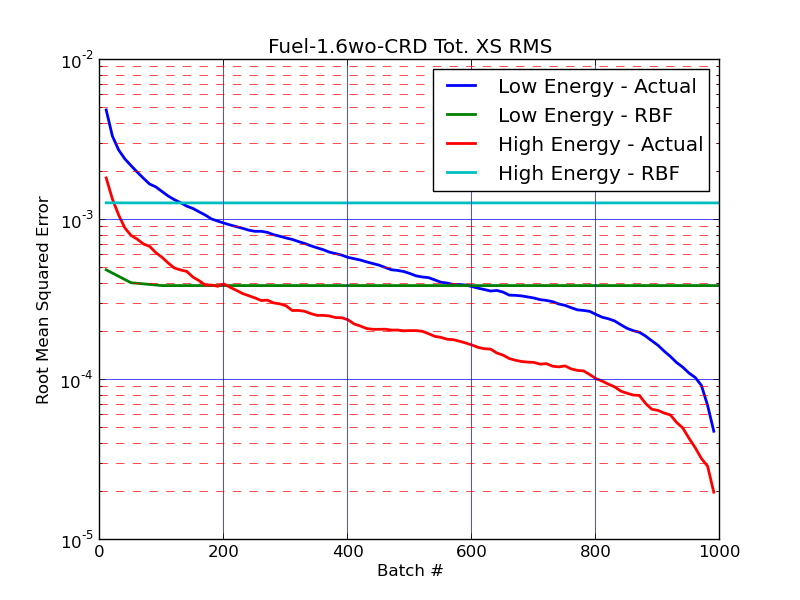 Fuel-1.6wo-CRD Tot. XS RMS
Low Energy - Actual
Low Energy - RBF
High Energy - Actual
High Energy - RBF
Root Mean Squared Error
10^-2
10^-3
10^-4
10^-5
0 200 400 600 800 1000
Batch #